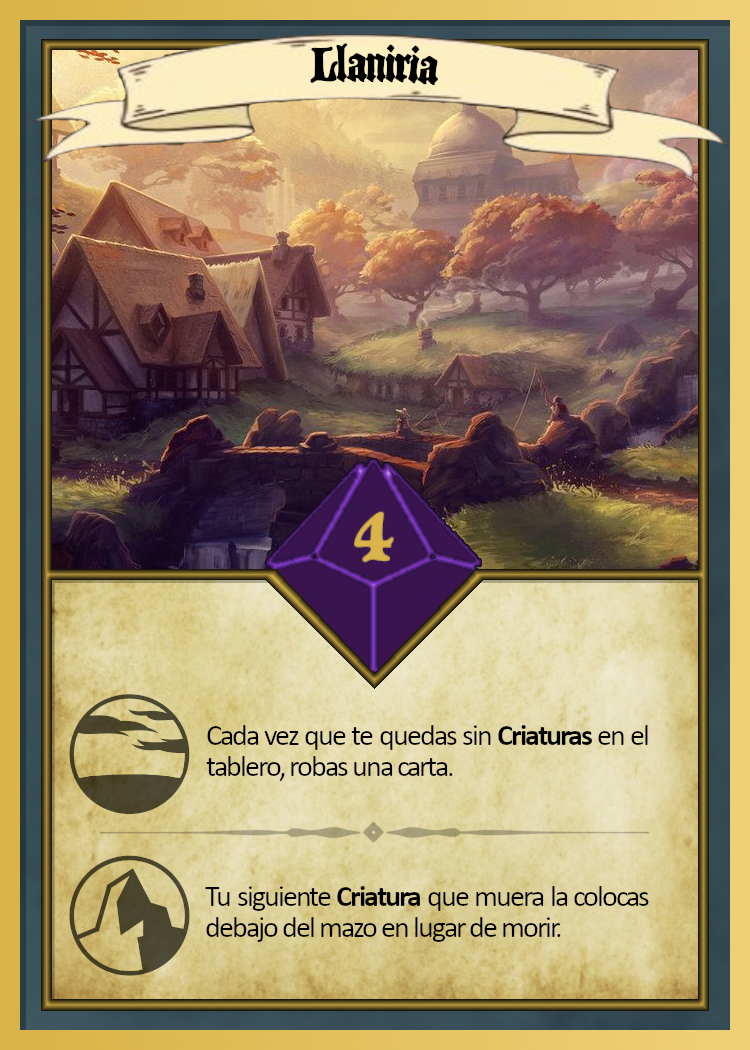 Llaniria
4
Cada vez que te quedas sin Criaturas en el
tablero, robas una carta.
Tu siguiente Criatura que muera la colocas
debajo del mazo en lugar de morir.